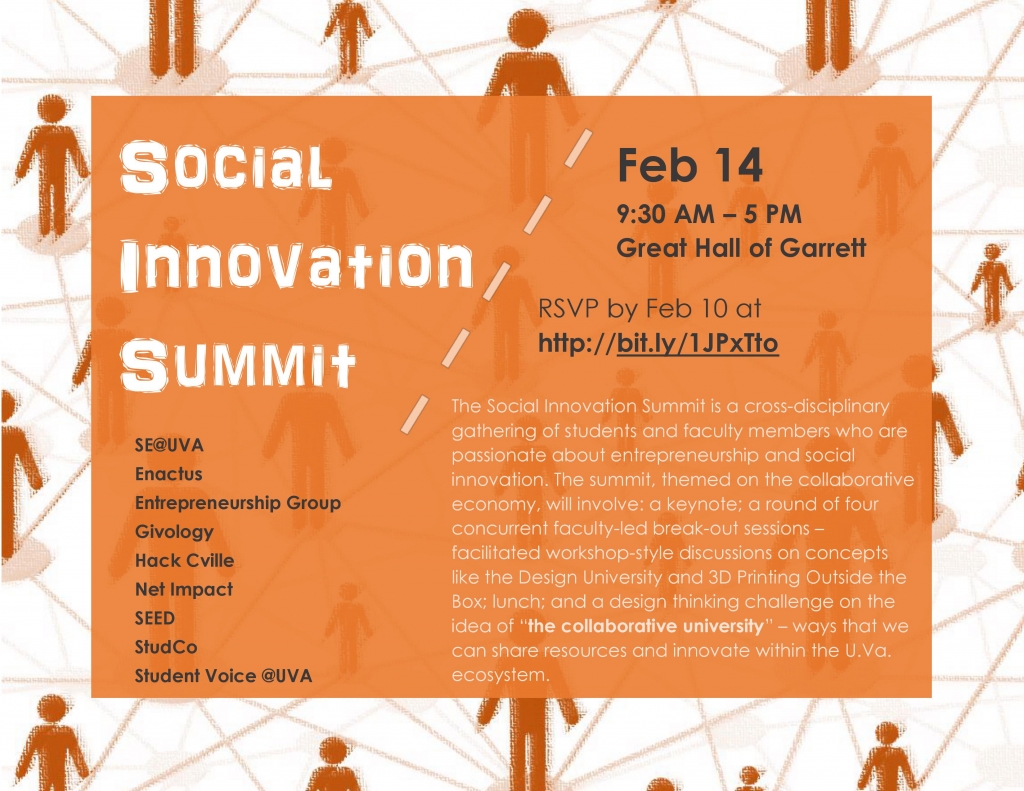 Social
Innovation
Summit
Feb 14
9:30 AM – 5 PM
Great Hall of Garrett
RSVP by Feb 10 at
http://bit.ly/1JPxTto
SE@UVA
Enactus
Entrepreneurship Group
Givology
Hack Cville
Net Impact
SEED
StudCo
Student Voice @UVA
The Social Innovation Summit is a cross-disciplinary
gathering of students and faculty members who are
passionate about entrepreneurship and social
innovation. The summit, themed on the collaborative
economy, will involve: a keynote; a round of four
concurrent faculty-led break-out sessions –
facilitated workshop-style discussions on concepts
like the Design University and 3D Printing Outside the
Box; lunch; and a design thinking challenge on the
idea of “the collaborative university” – ways that we
can share resources and innovate within the U.Va.
ecosystem.